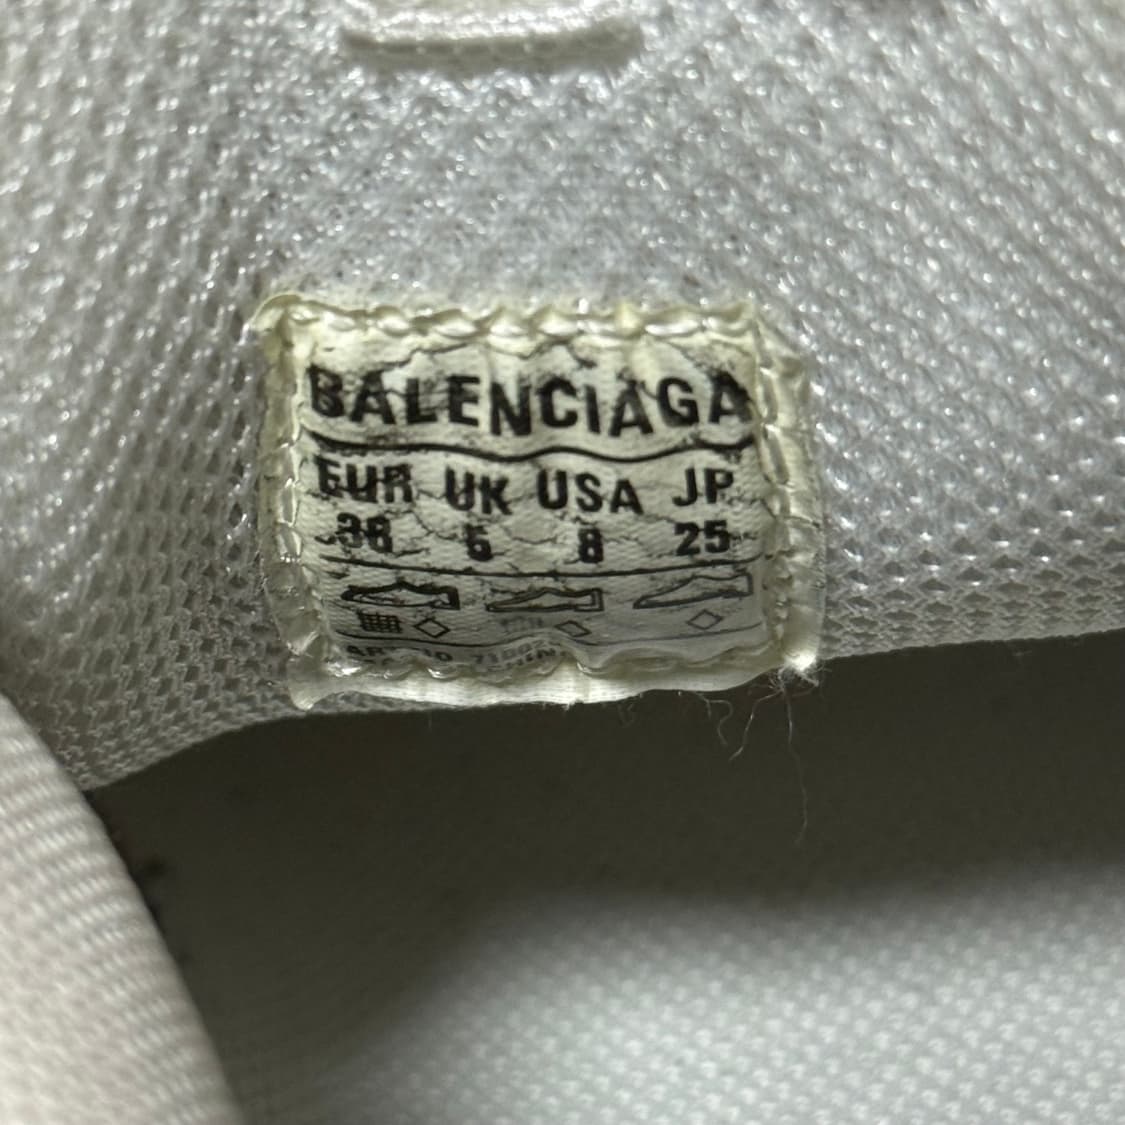 BALENCIAGA
EUR UK USA JP
38 5 8 25